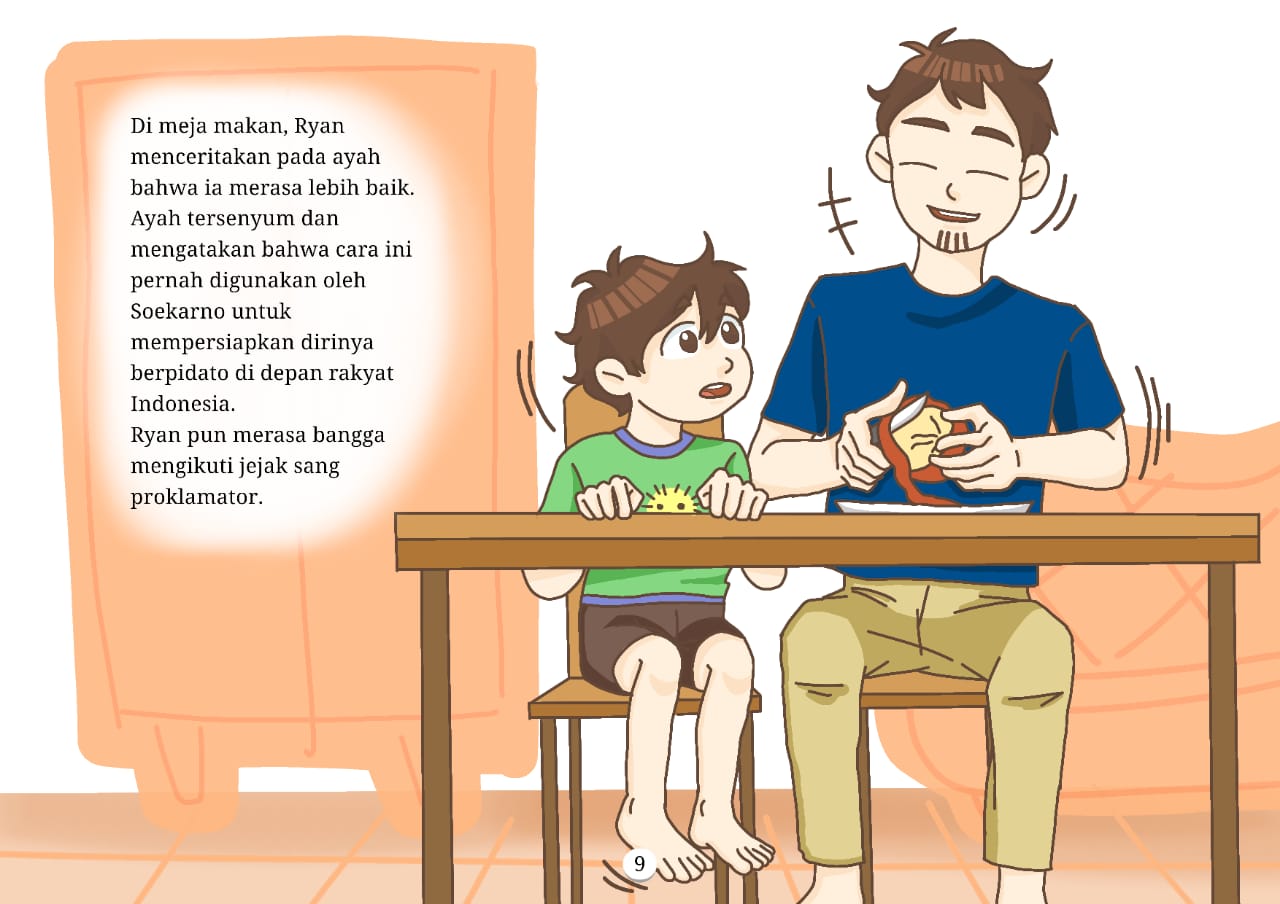 Di meja makan, Ryan
menceritakan pada ayah
bahwa ia merasa lebih baik.
Ayah tersenyum dan
mengatakan bahwa cara ini
pernah digunakan oleh
Soekarno untuk
mempersiapkan dirinya
berpidato di depan rakyat
Indonesia.
Ryan pun merasa bangga
mengikuti jejak sang
proklamator.
9